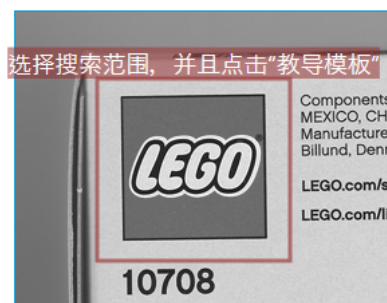 选择搜索范围，并且点击“教导模板”
LEGO
Components
MEXICO, CH
Manufacture
Billund, Den
LEGO.com/s
LEGO.com/l
10708